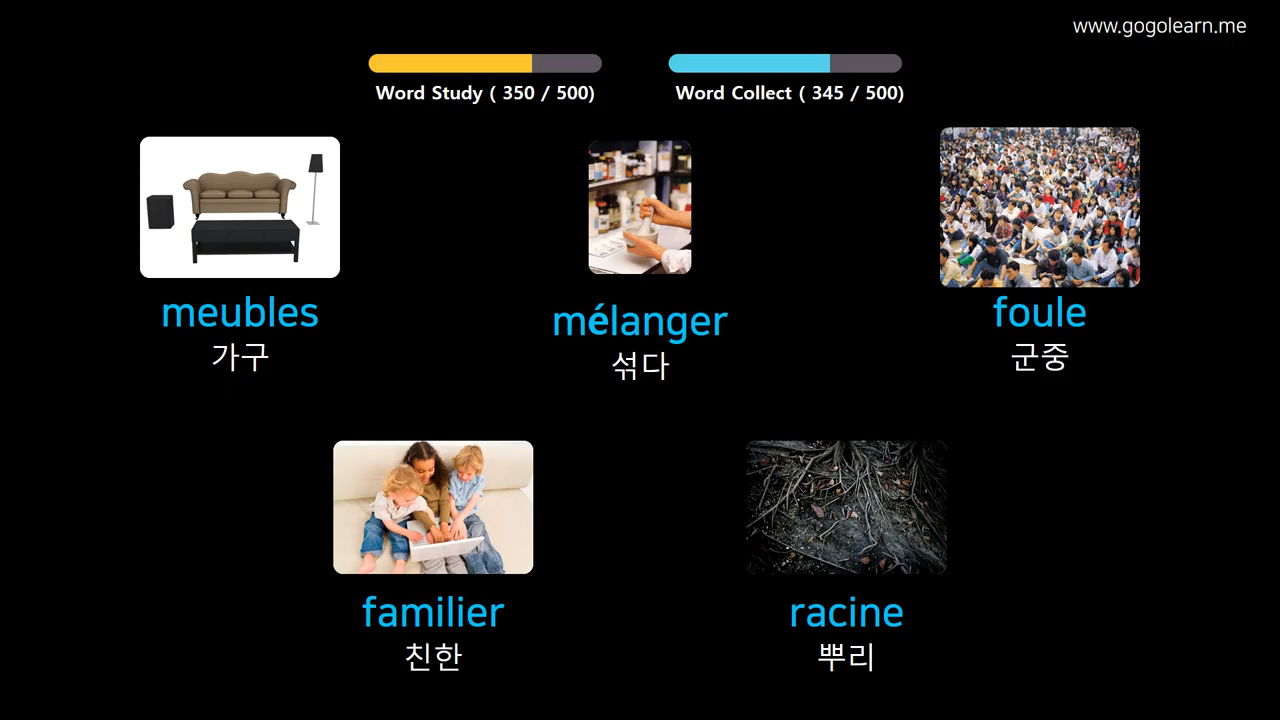 www.gogolearn.me
Word Study ( 350 / 500)
Word Collect ( 345 / 500)
meubles
가구
mélanger
섞다
foule
군중
familier
친한
racine
뿌리